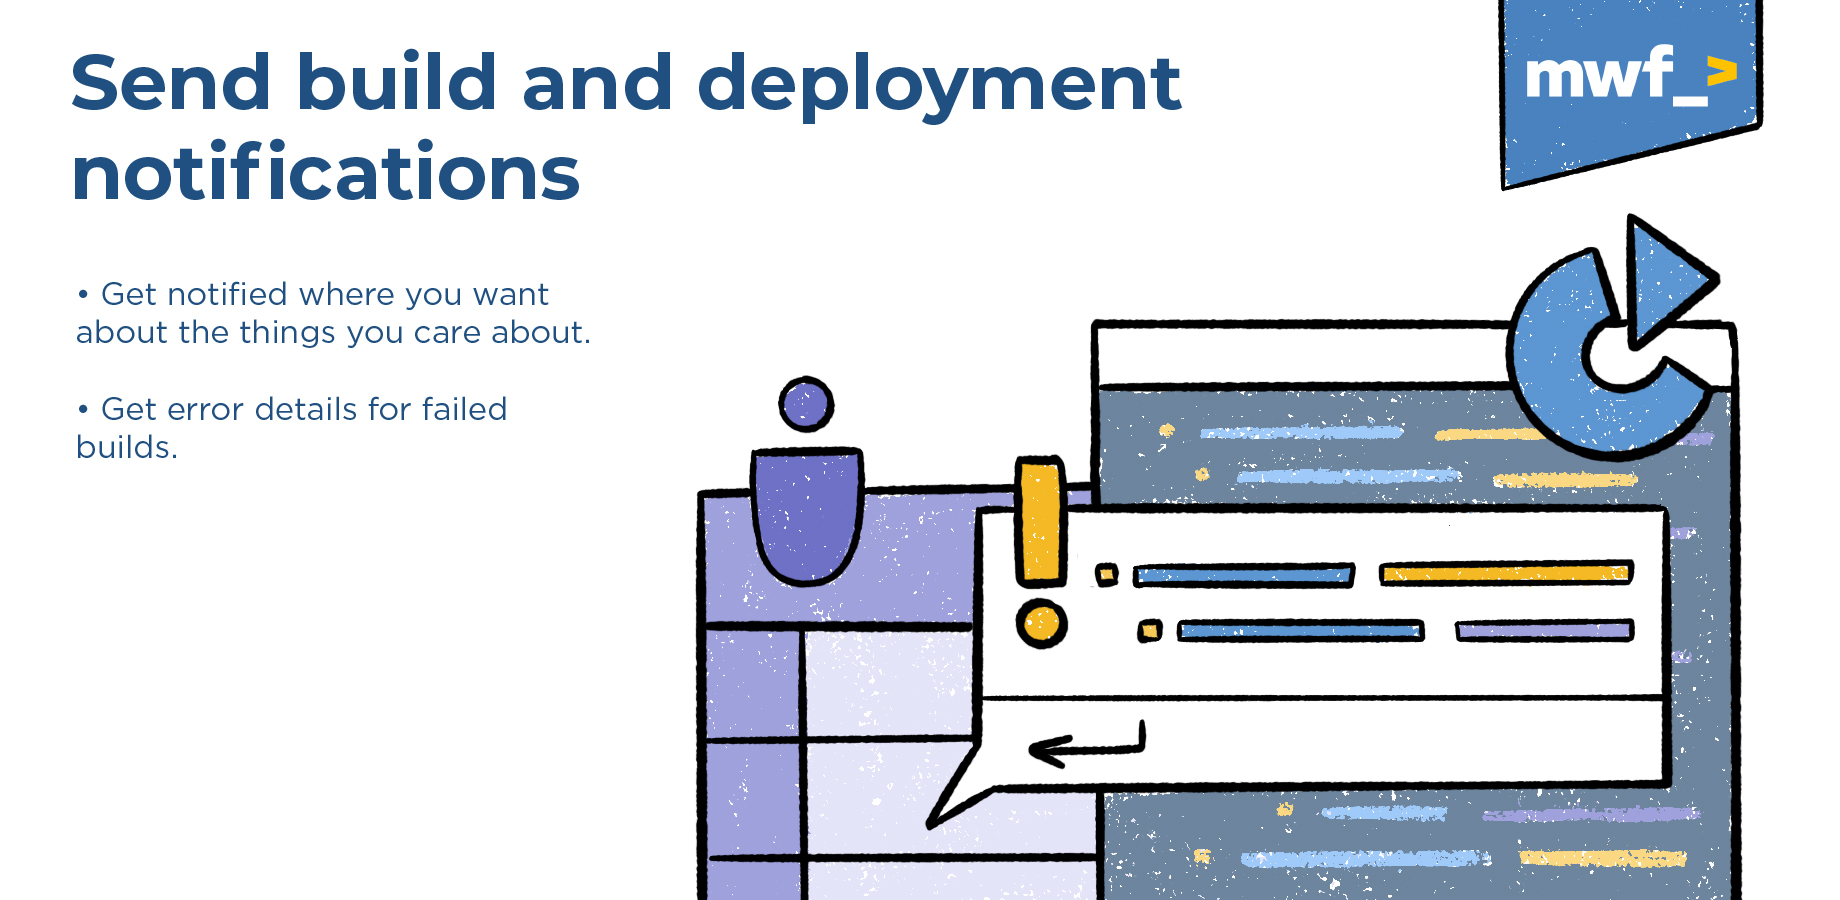 Send build and deployment
notifications
mwf_>
• Get notified where you want
about the things you care about.
• Get error details for failed
builds.